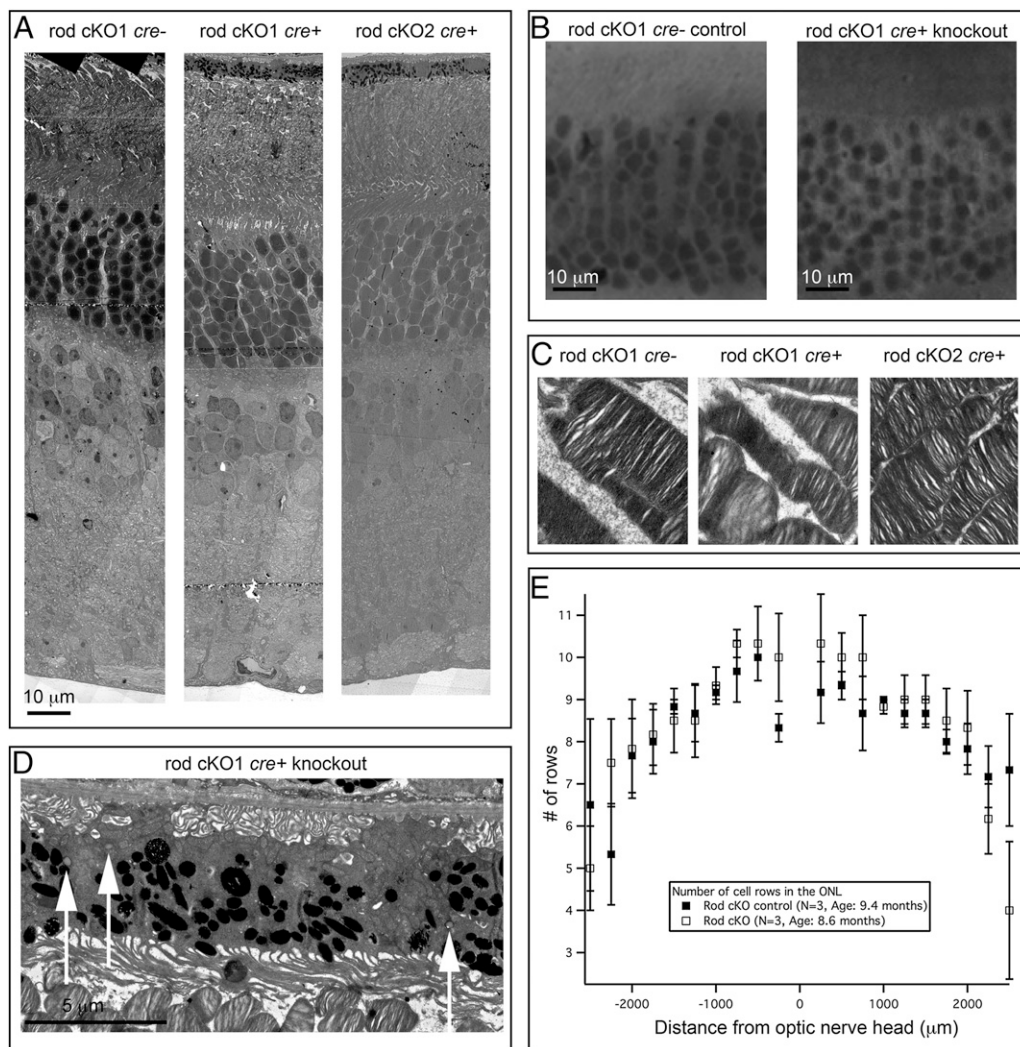 A
rod cKO1 cre-
rod cKO1 cre+
rod cKO2 cre+
10 μm
B
rod cKO1 cre- control
rod cKO1 cre+ knockout
10 μm
10 μm
C
rod cKO1 cre-
rod cKO1 cre+
rod cKO2 cre+
D
rod cKO1 cre+ knockout
5 μm
E
11
10
9
8
7
6
5
4
3
# of rows
Number of cell rows in the ONL
Rod cKO control (N=3, Age: 9.4 months)
Rod cKO (N=3, Age: 8.6 months)
-2000 -1000 0 1000 2000
Distance from optic nerve head (μm)